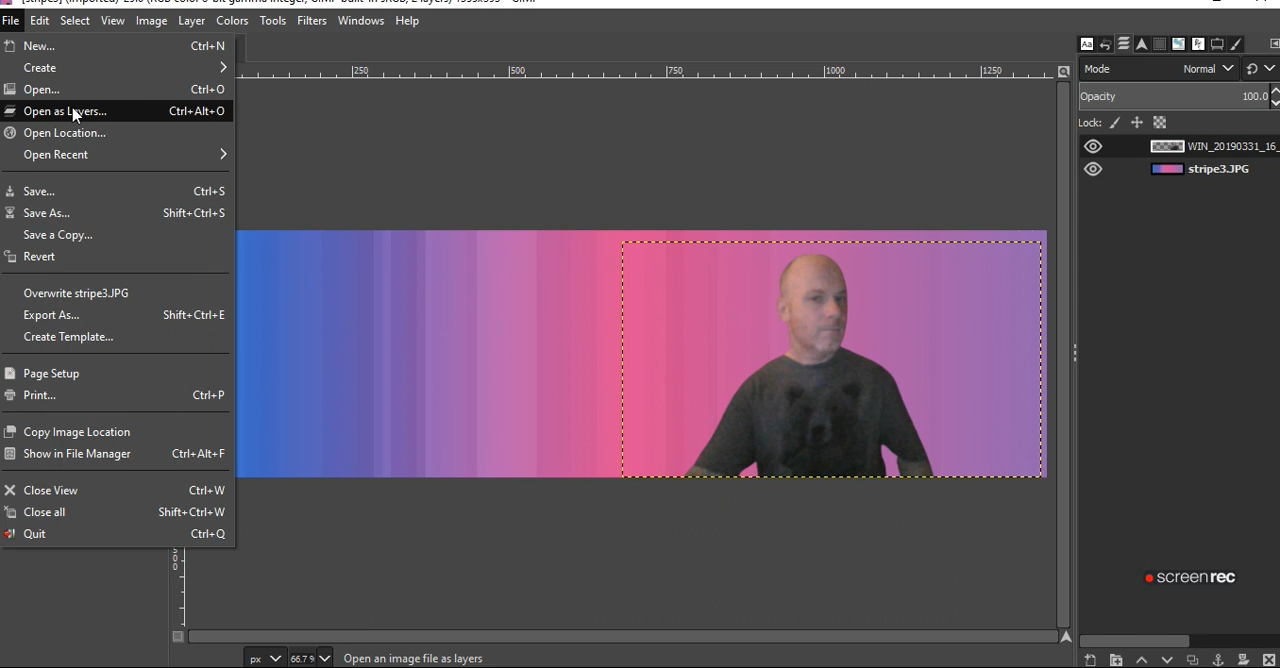 File Edit Select View Image Layer Colors Tools Filters Windows Help
New... Ctrl+N
Create
Open... Ctrl+O
Open as Layers... Ctrl+Alt+O
Open Location...
Open Recent
Save... Ctrl+S
Save As... Shift+Ctrl+S
Save a Copy...
Revert
Overwrite stripe3.JPG
Export As... Shift+Ctrl+E
Create Template...
Page Setup
Print... Ctrl+P
Copy Image Location
Show in File Manager Ctrl+Alt+F
Close View Ctrl+W
Close all Shift+Ctrl+W
Quit Ctrl+Q
250 500 750 1000 1250
Aa
Mode Normal
Opacity 100.0
Lock:
WIN_20190331_16_
stripe3.JPG
screenrec
px 66.7 Open an image file as layers